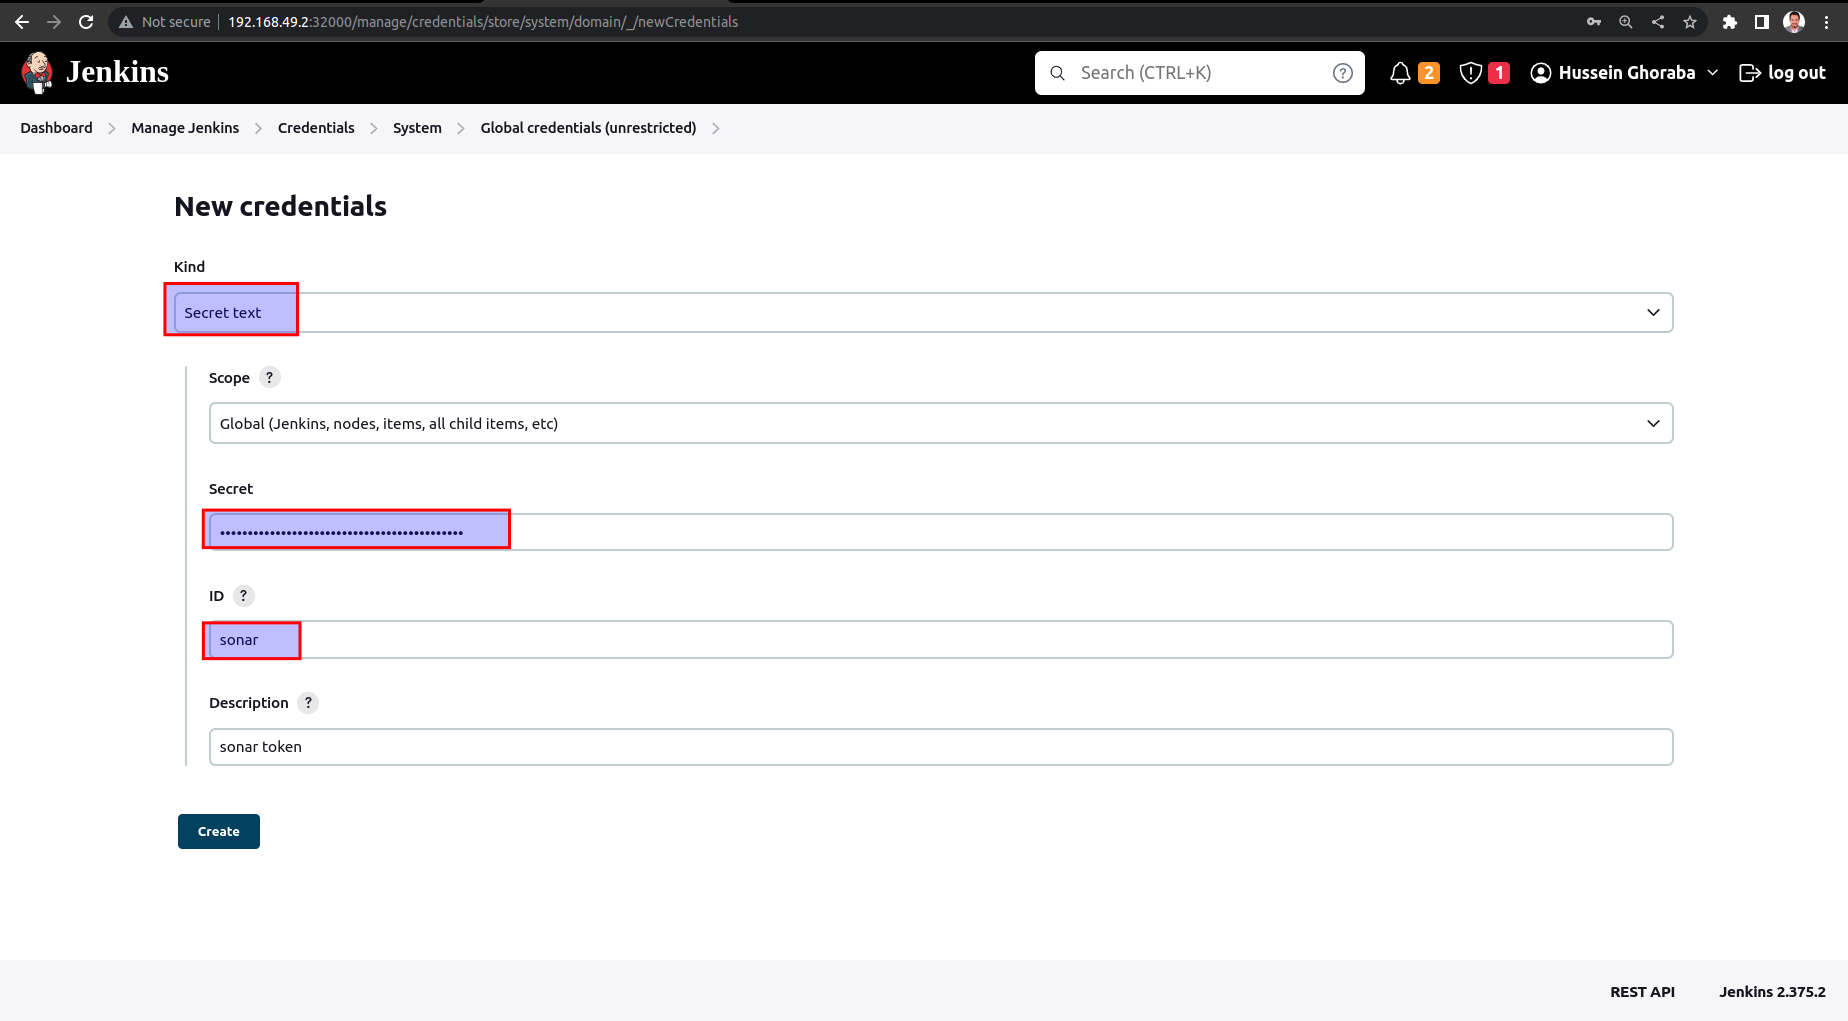 Not secure | 192.168.49.2:32000/manage/credentials/store/system/domain/_/newCredentials
Jenkins
Search (CTRL+K) ?
2
1
Hussein Ghoraba
log out
Dashboard > Manage Jenkins > Credentials > System > Global credentials (unrestricted) >
New credentials
Kind
Secret text
Scope ?
Global (Jenkins, nodes, items, all child items, etc)
Secret
••••••••••••••••••••••••••••••••••••••••••••
ID ?
sonar
Description ?
sonar token
Create
REST API
Jenkins 2.375.2